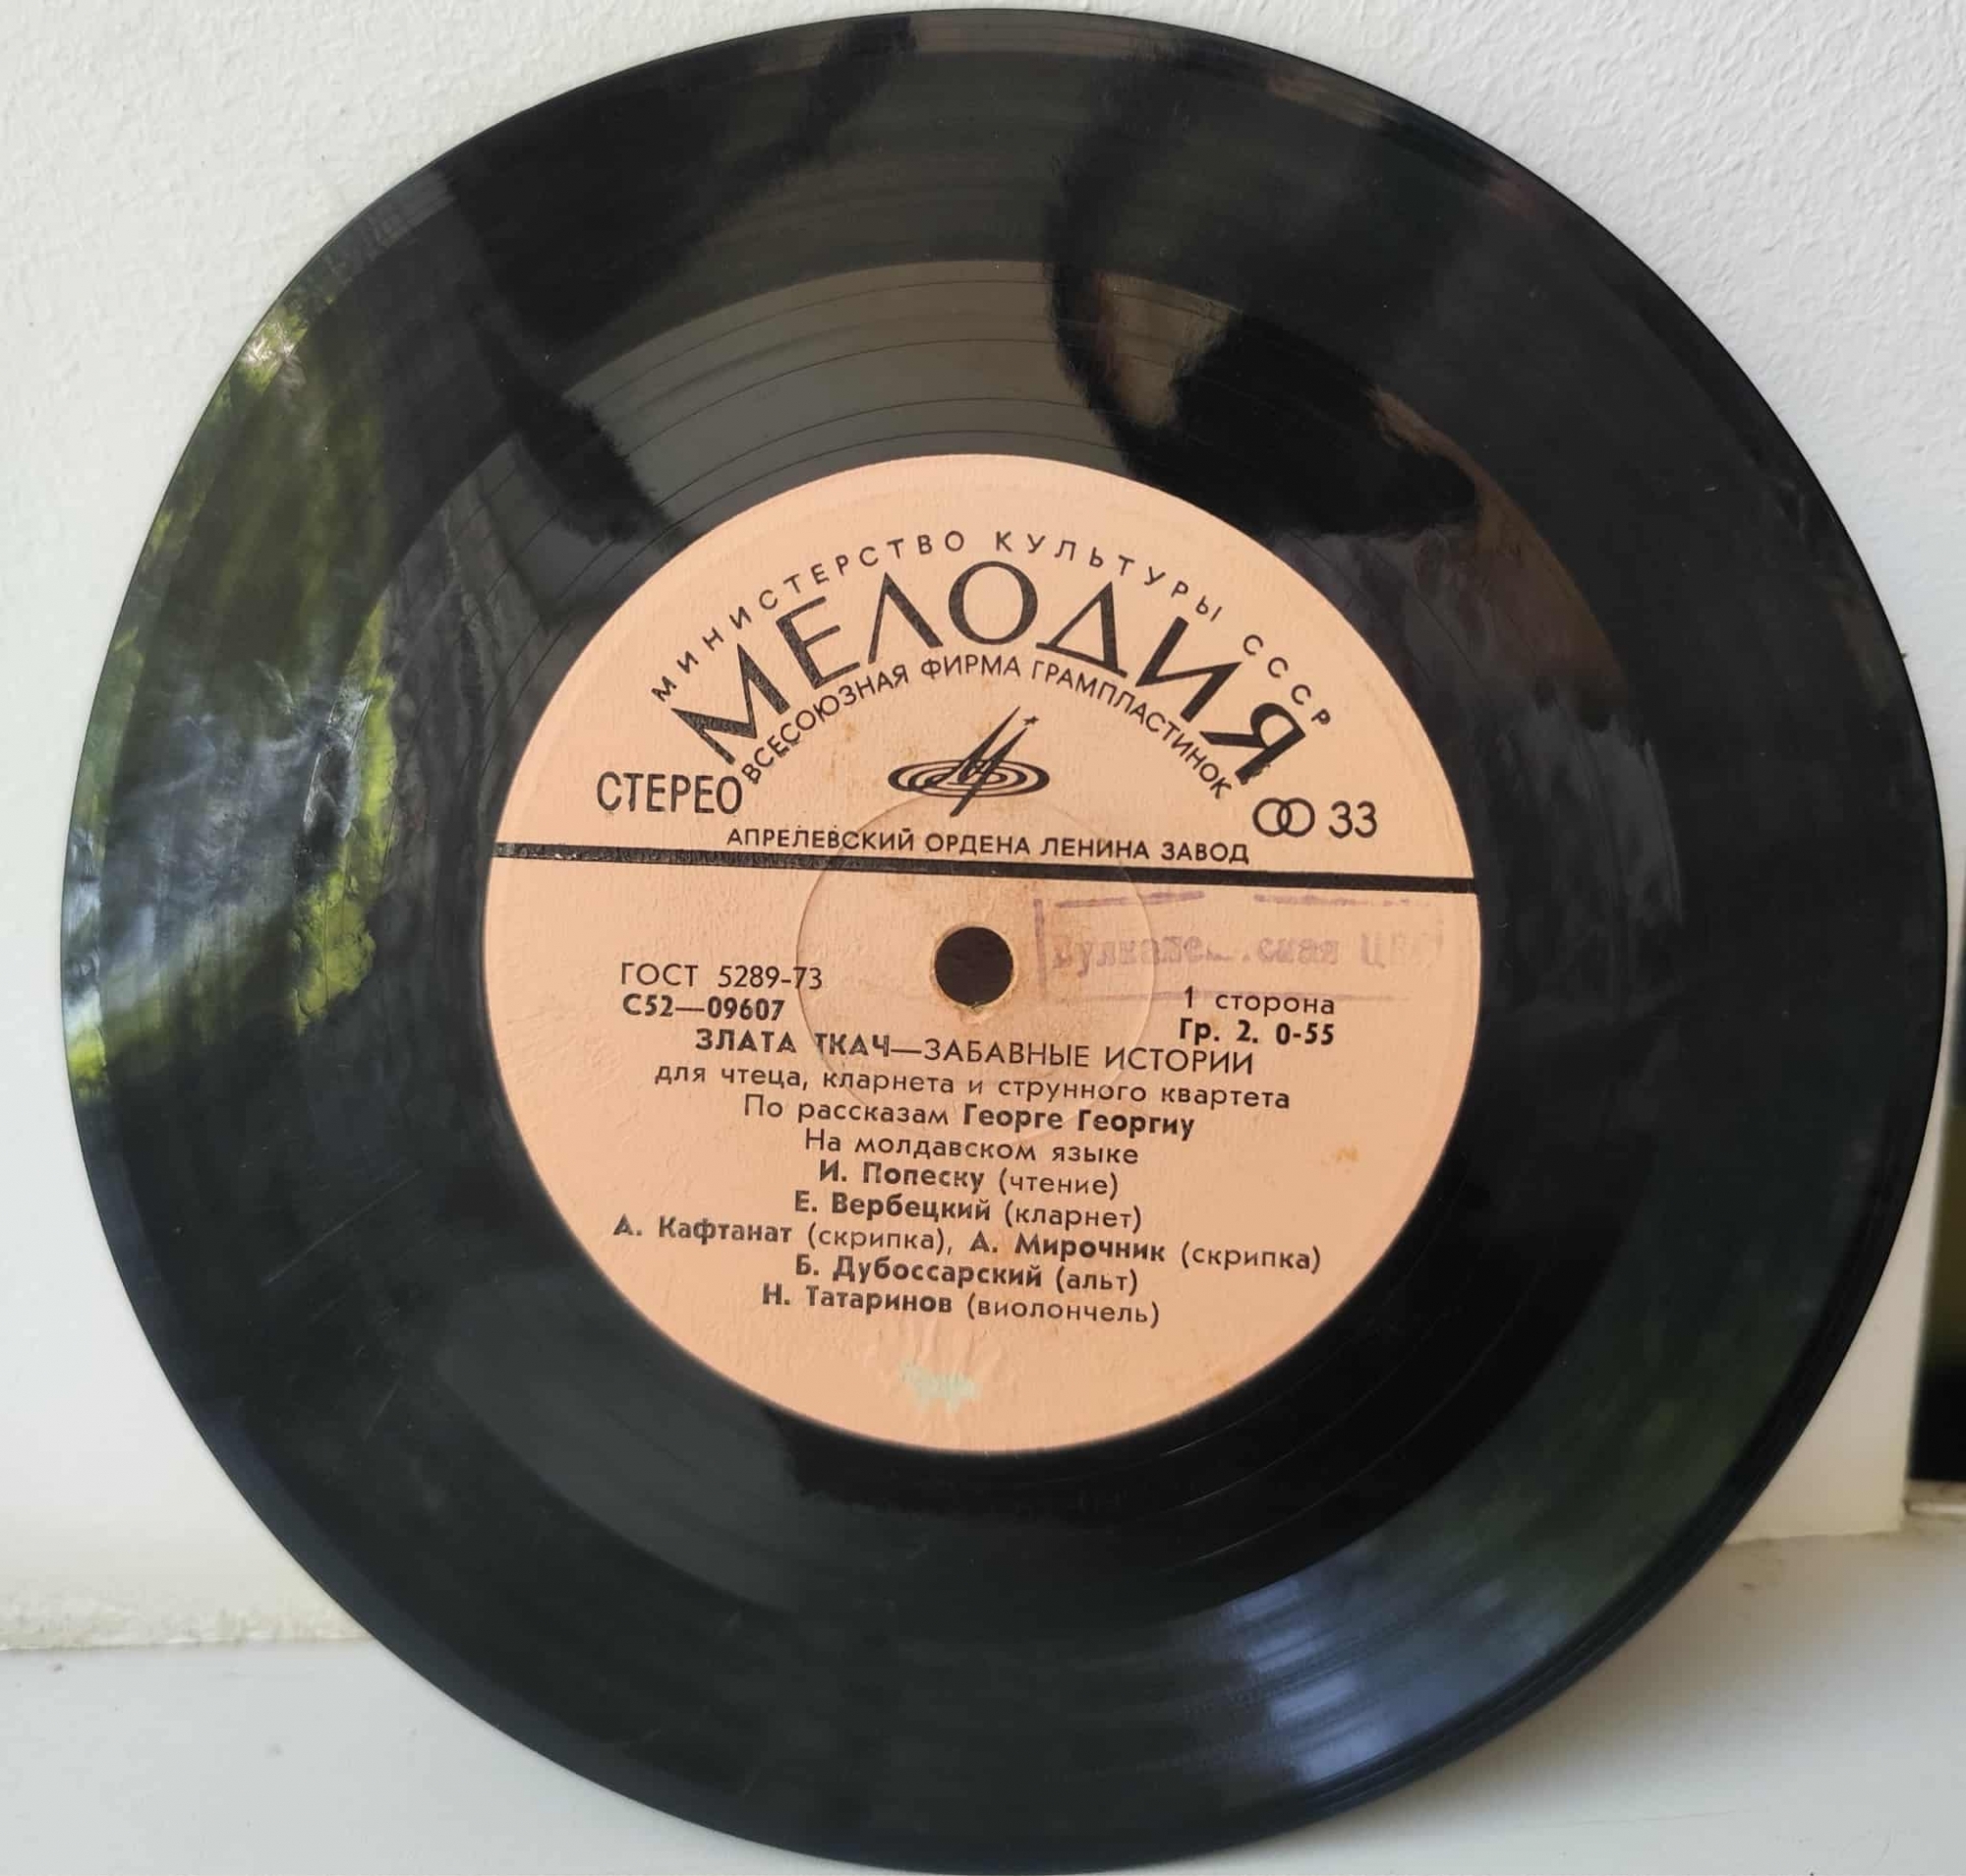 МИНИСТЕРСТВО КУЛЬТУРЫ СССР
МЕЛОДИЯ
ВСЕСОЮЗНАЯ ФИРМА ГРАМПЛАСТИНОК
СТЕРЕО
33
АПРЕЛЕВСКИЙ ОРДЕНА ЛЕНИНА ЗАВОД
ГОСТ 5289-73
С52—09607
1 сторона
Гр. 2. 0-55
ЗЛАТА ТКАЧ—ЗАБАВНЫЕ ИСТОРИИ
для чтеца, кларнета и струнного квартета
По рассказам Георге Георгиу
На молдавском языке
И. Попеску (чтение)
Е. Вербецкий (кларнет)
А. Кафтанат (скрипка), А. Мирочник (скрипка)
Б. Дубоссарский (альт)
Н. Татаринов (виолончель)